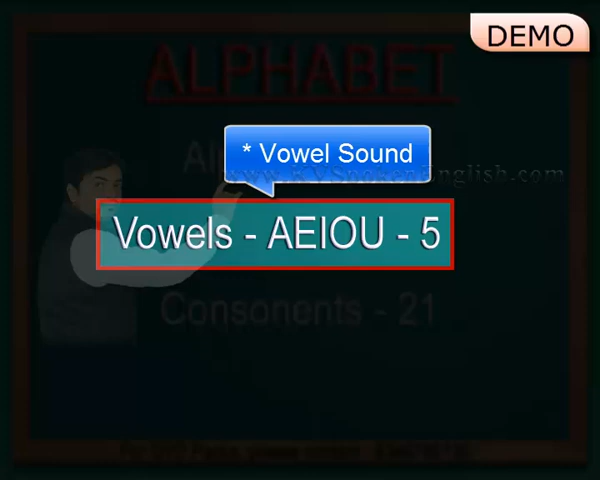 DEMO
ALPHABET
* Vowel Sound
www.KVSpokenEnglish.com
Vowels - AEIOU - 5
Consonents - 21